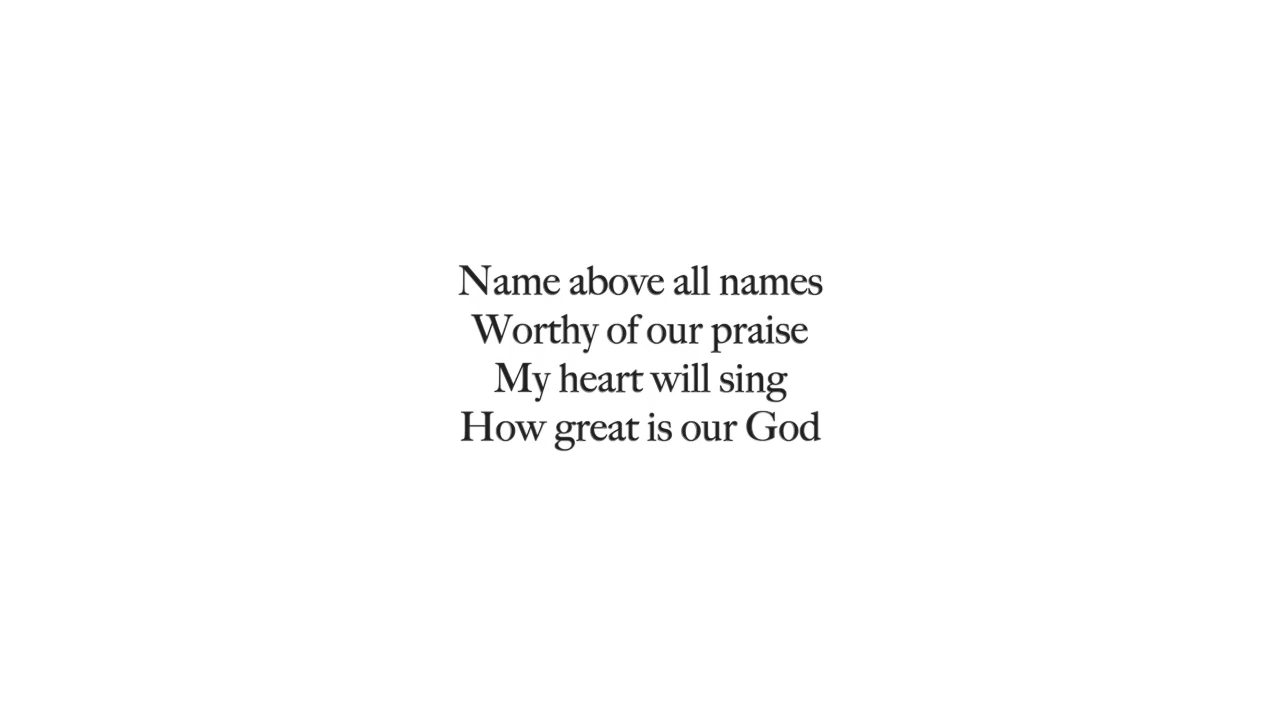 Name above all names
Worthy of our praise
My heart will sing
How great is our God